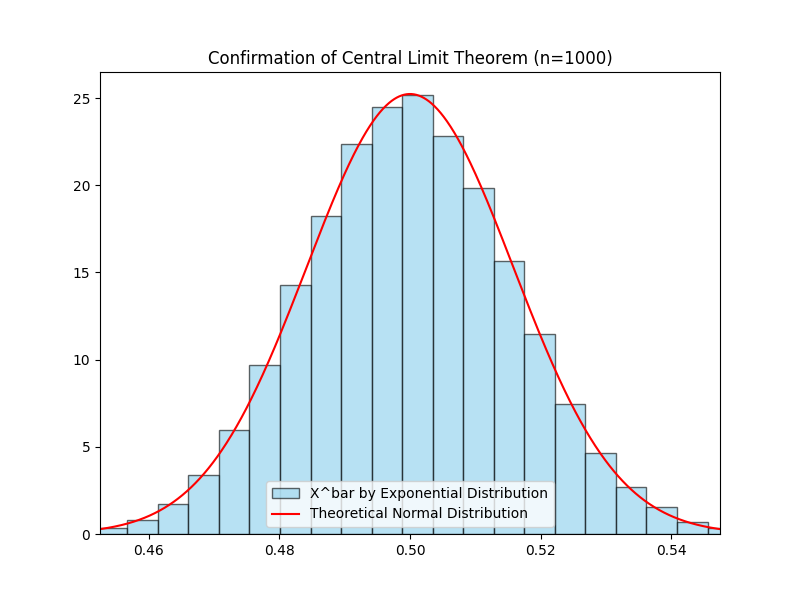 Confirmation of Central Limit Theorem (n=1000)
25
20
15
10
5
0
X^bar by Exponential Distribution
Theoretical Normal Distribution
0.46 0.48 0.50 0.52 0.54